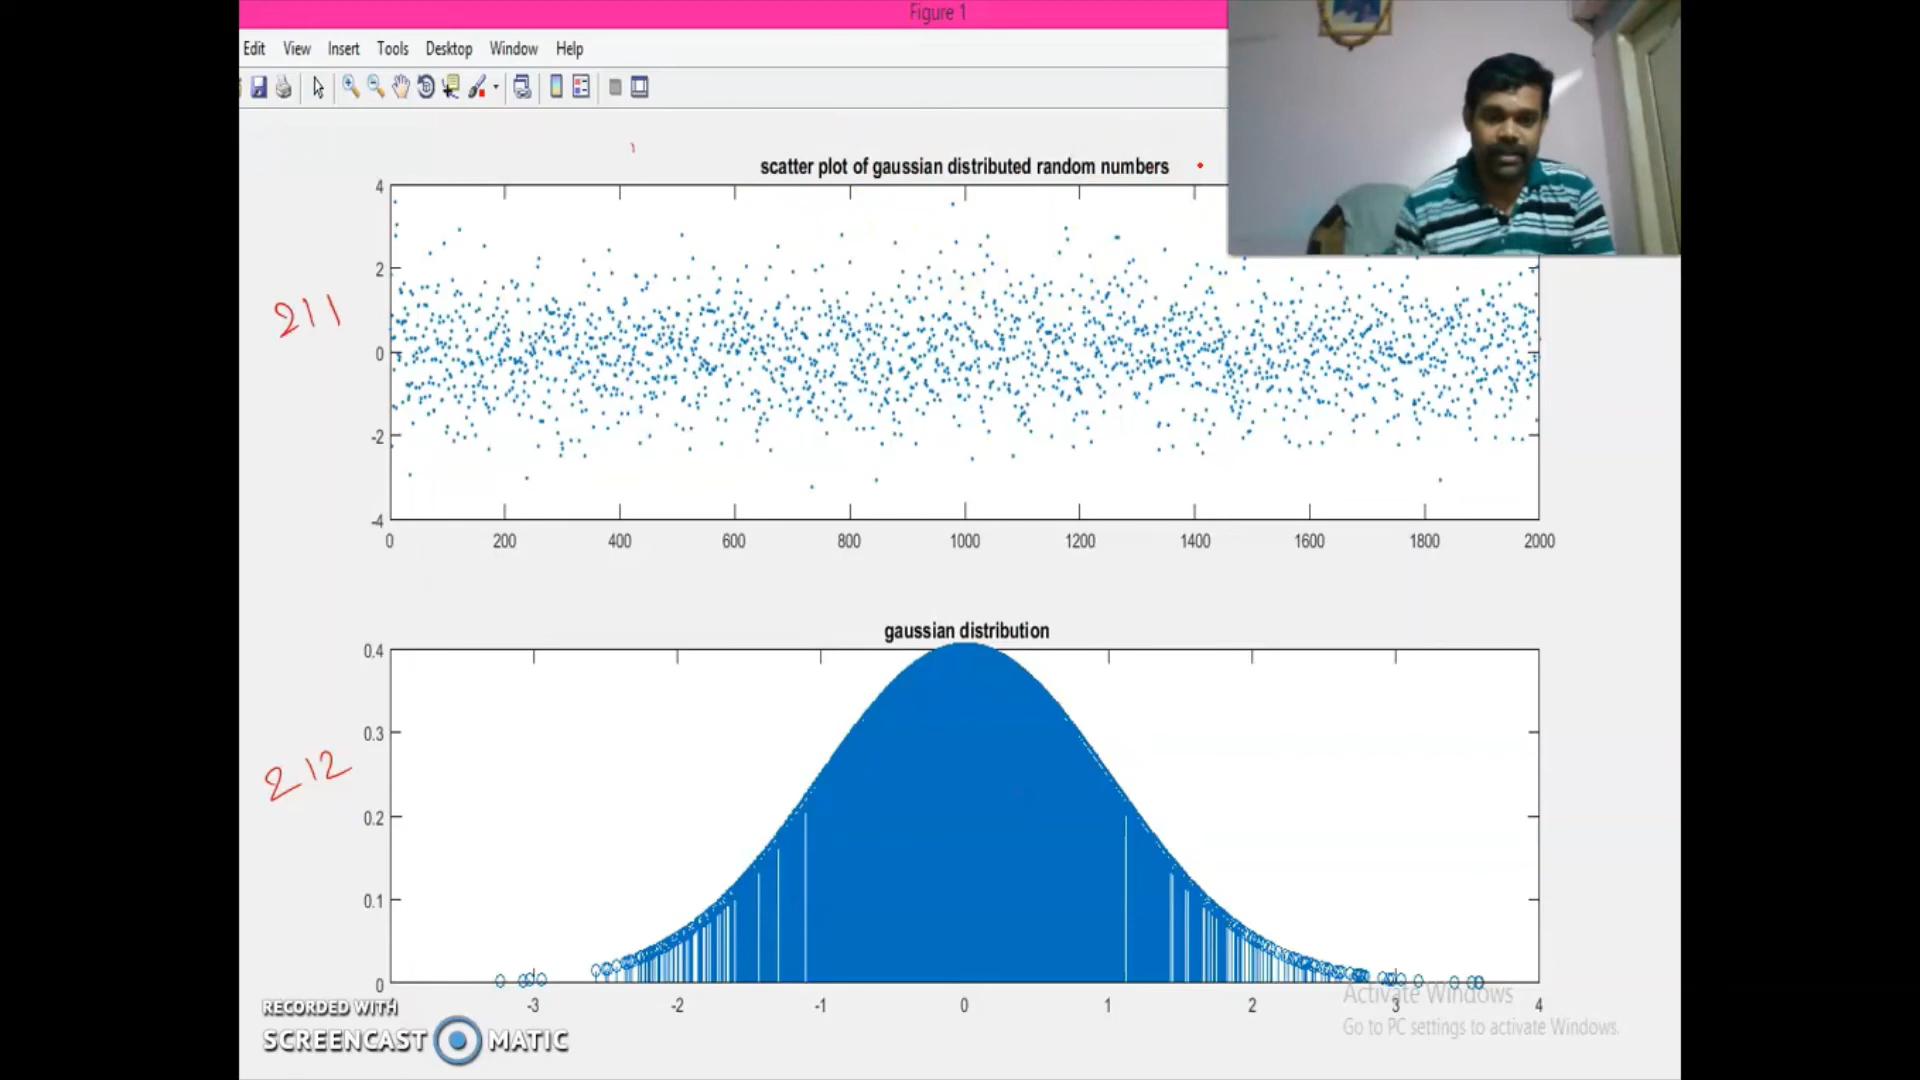 Figure 1
Edit View Insert Tools Desktop Window Help
scatter plot of gaussian distributed random numbers
4
2
0
-2
-4
0 200 400 600 800 1000 1200 1400 1600 1800 2000
211
gaussian distribution
0.4
0.3
0.2
0.1
0
-3 -2 -1 0 1 2 3 4
212
RECORDED WITH
SCREENCAST MATIC
Activate Windows
Go to PC settings to activate Windows.